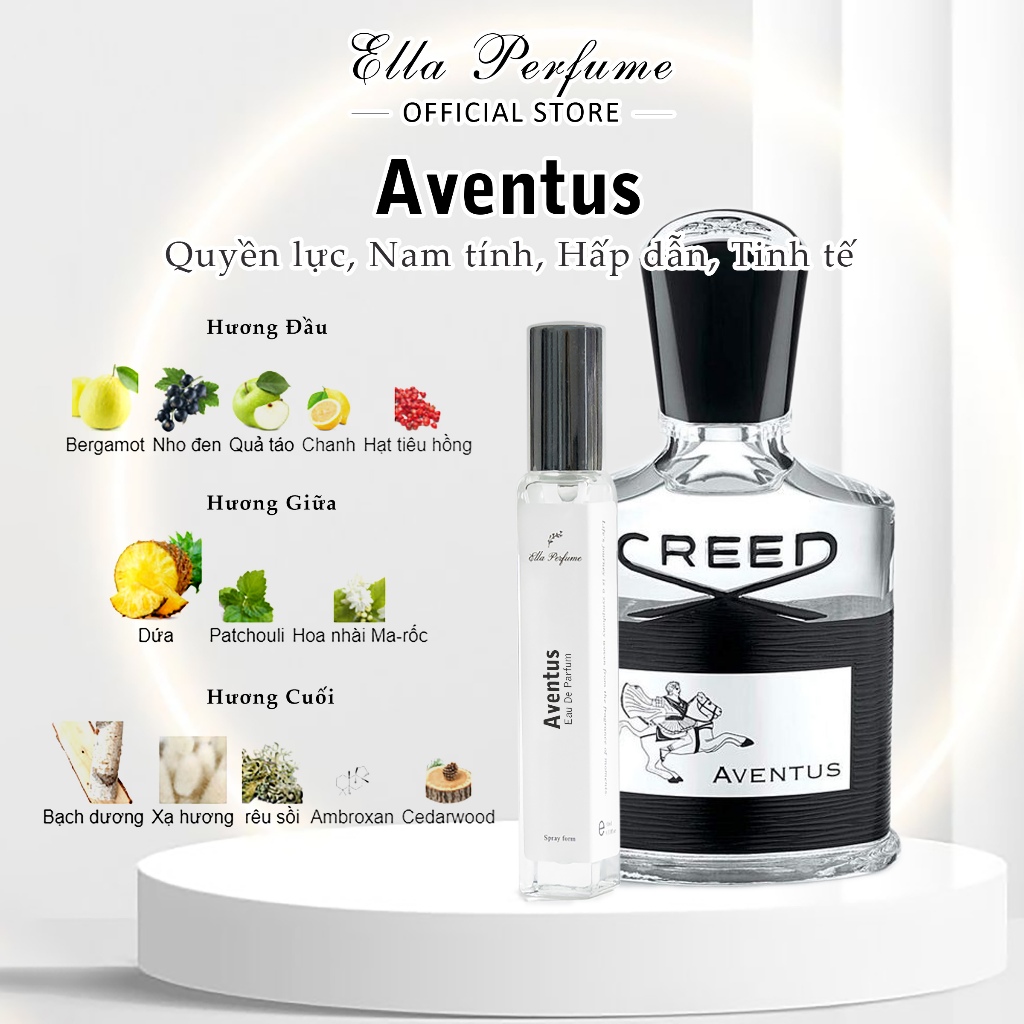 Ella Perfume
OFFICIAL STORE
Aventus
Quyền lực, Nam tính, Hấp dẫn, Tinh tế
Hương Đầu
Bergamot Nho đen Quả táo Chanh Hạt tiêu hồng
Hương Giữa
Dứa Patchouli Hoa nhài Ma-rốc
Hương Cuối
Bạch dương Xạ hương rêu sồi Ambroxan Cedarwood
Ella Perfume
Aventus
Eau De Parfum
Spray form
CREED
AVENTUS